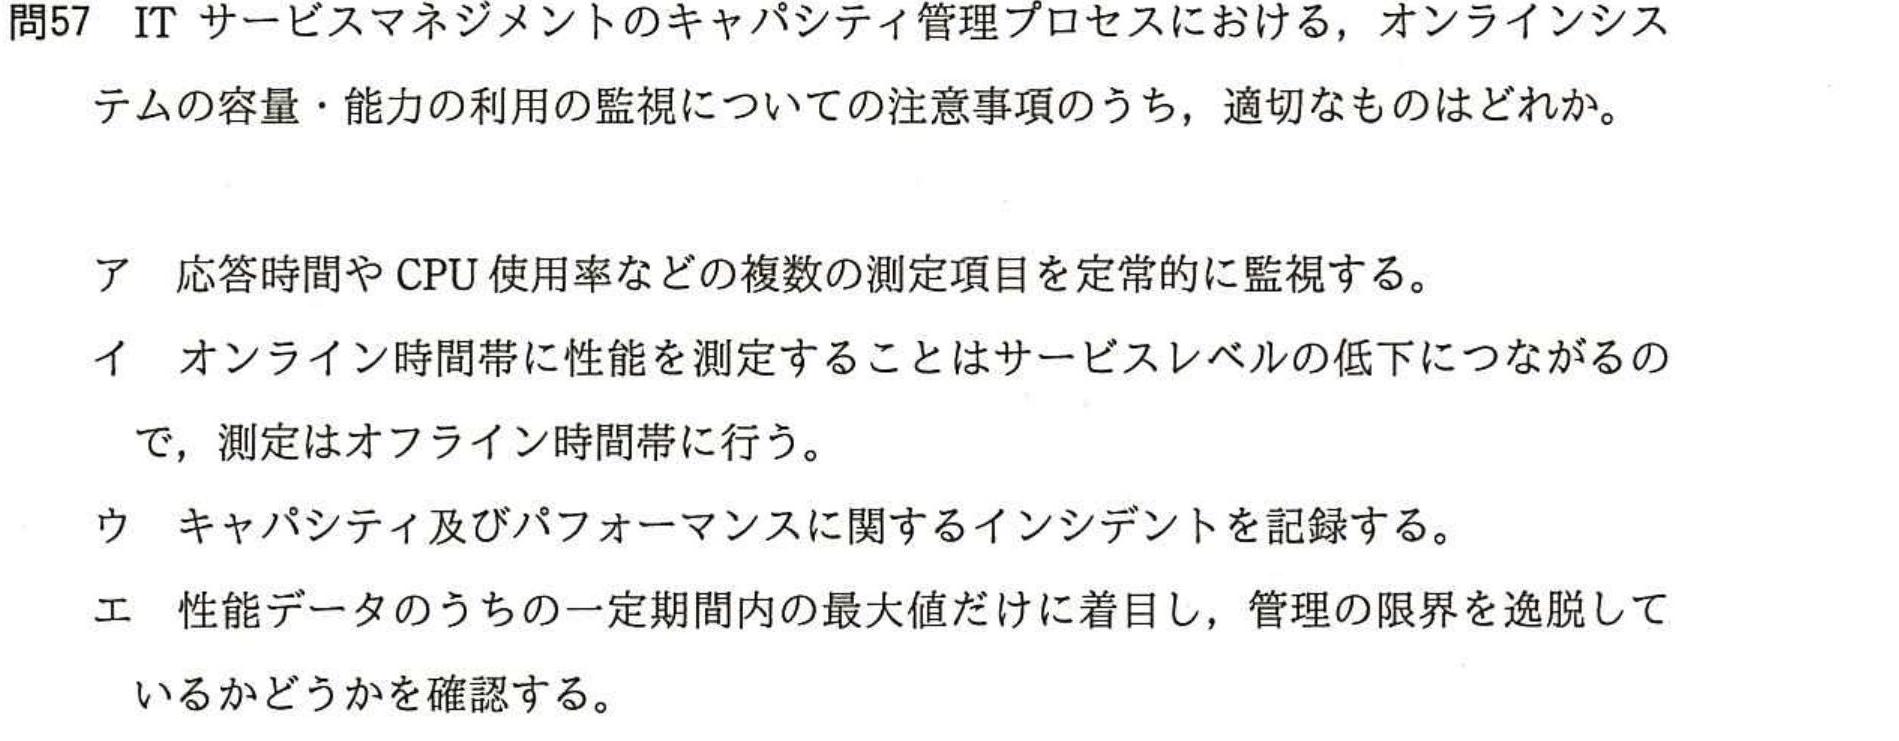 問57　IT サービスマネジメントのキャパシティ管理プロセスにおける，オンラインシス
テムの容量・能力の利用の監視についての注意事項のうち，適切なものはどれか。
ア　応答時間や CPU 使用率などの複数の測定項目を定常的に監視する。
イ　オンライン時間帯に性能を測定することはサービスレベルの低下につながるの
で，測定はオフライン時間帯に行う。
ウ　キャパシティ及びパフォーマンスに関するインシデントを記録する。
エ　性能データのうちの一定期間内の最大値だけに着目し，管理の限界を逸脱して
いるかどうかを確認する。